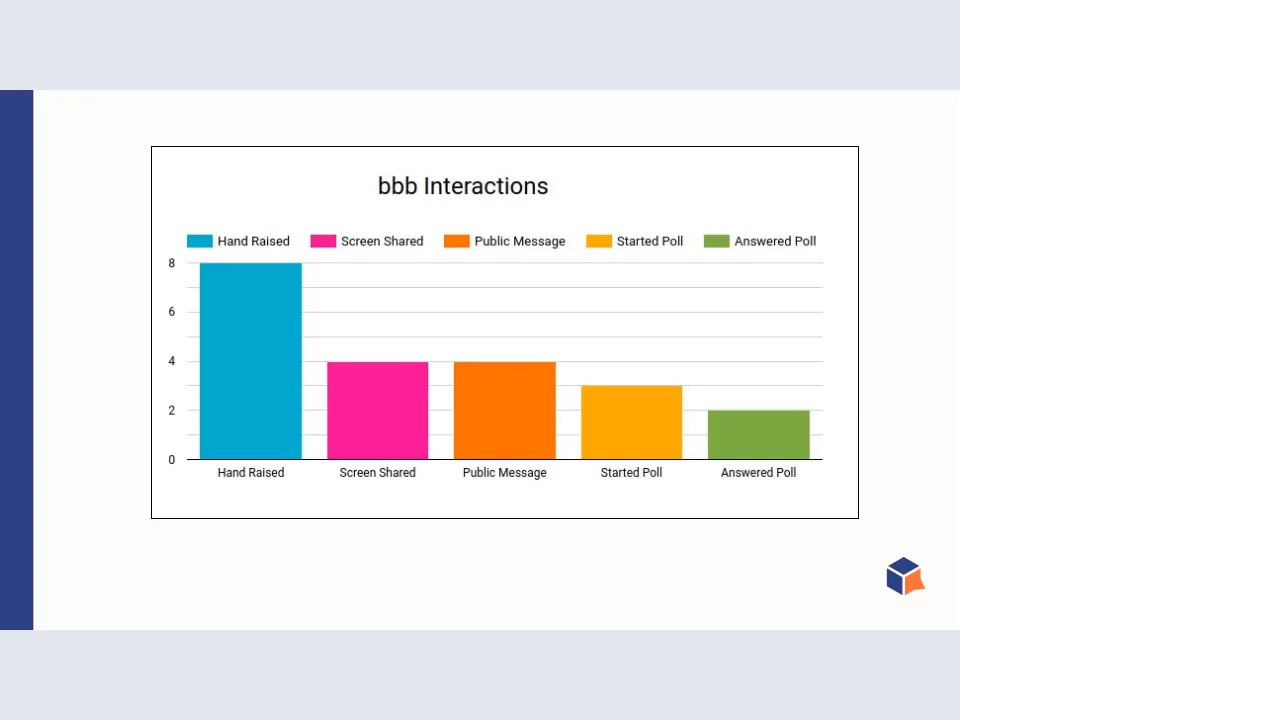 bbb Interactions
Hand Raised Screen Shared Public Message Started Poll Answered Poll
8
6
4
2
0
Hand Raised Screen Shared Public Message Started Poll Answered Poll